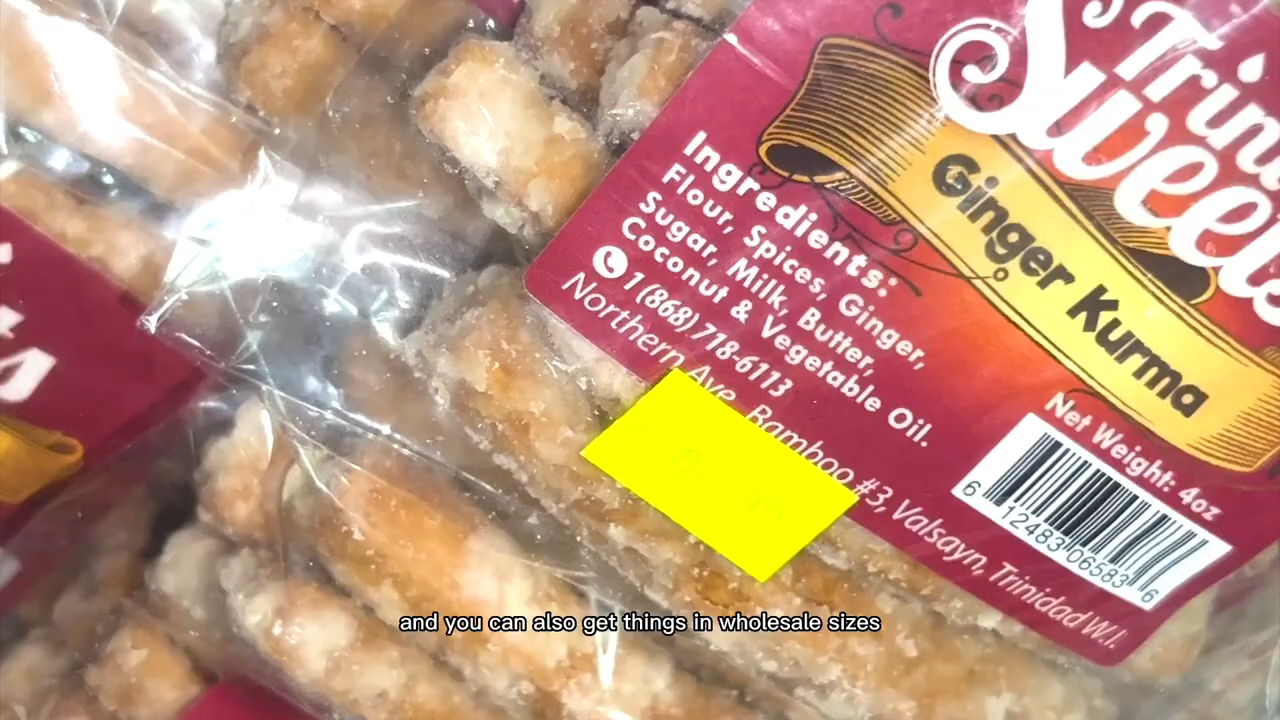 Trin
Sweets
Ginger Kurma
Ingredients:
Flour, Spices, Ginger,
Sugar, Milk, Butter,
Coconut & Vegetable Oil.
1 (868) 718-6113
Northern Ave, Bamboo #3, Valsayn, Trinidad W.I.
Net Weight: 4oz
6 12483 06583 6
ts
and you can also get things in wholesale sizes